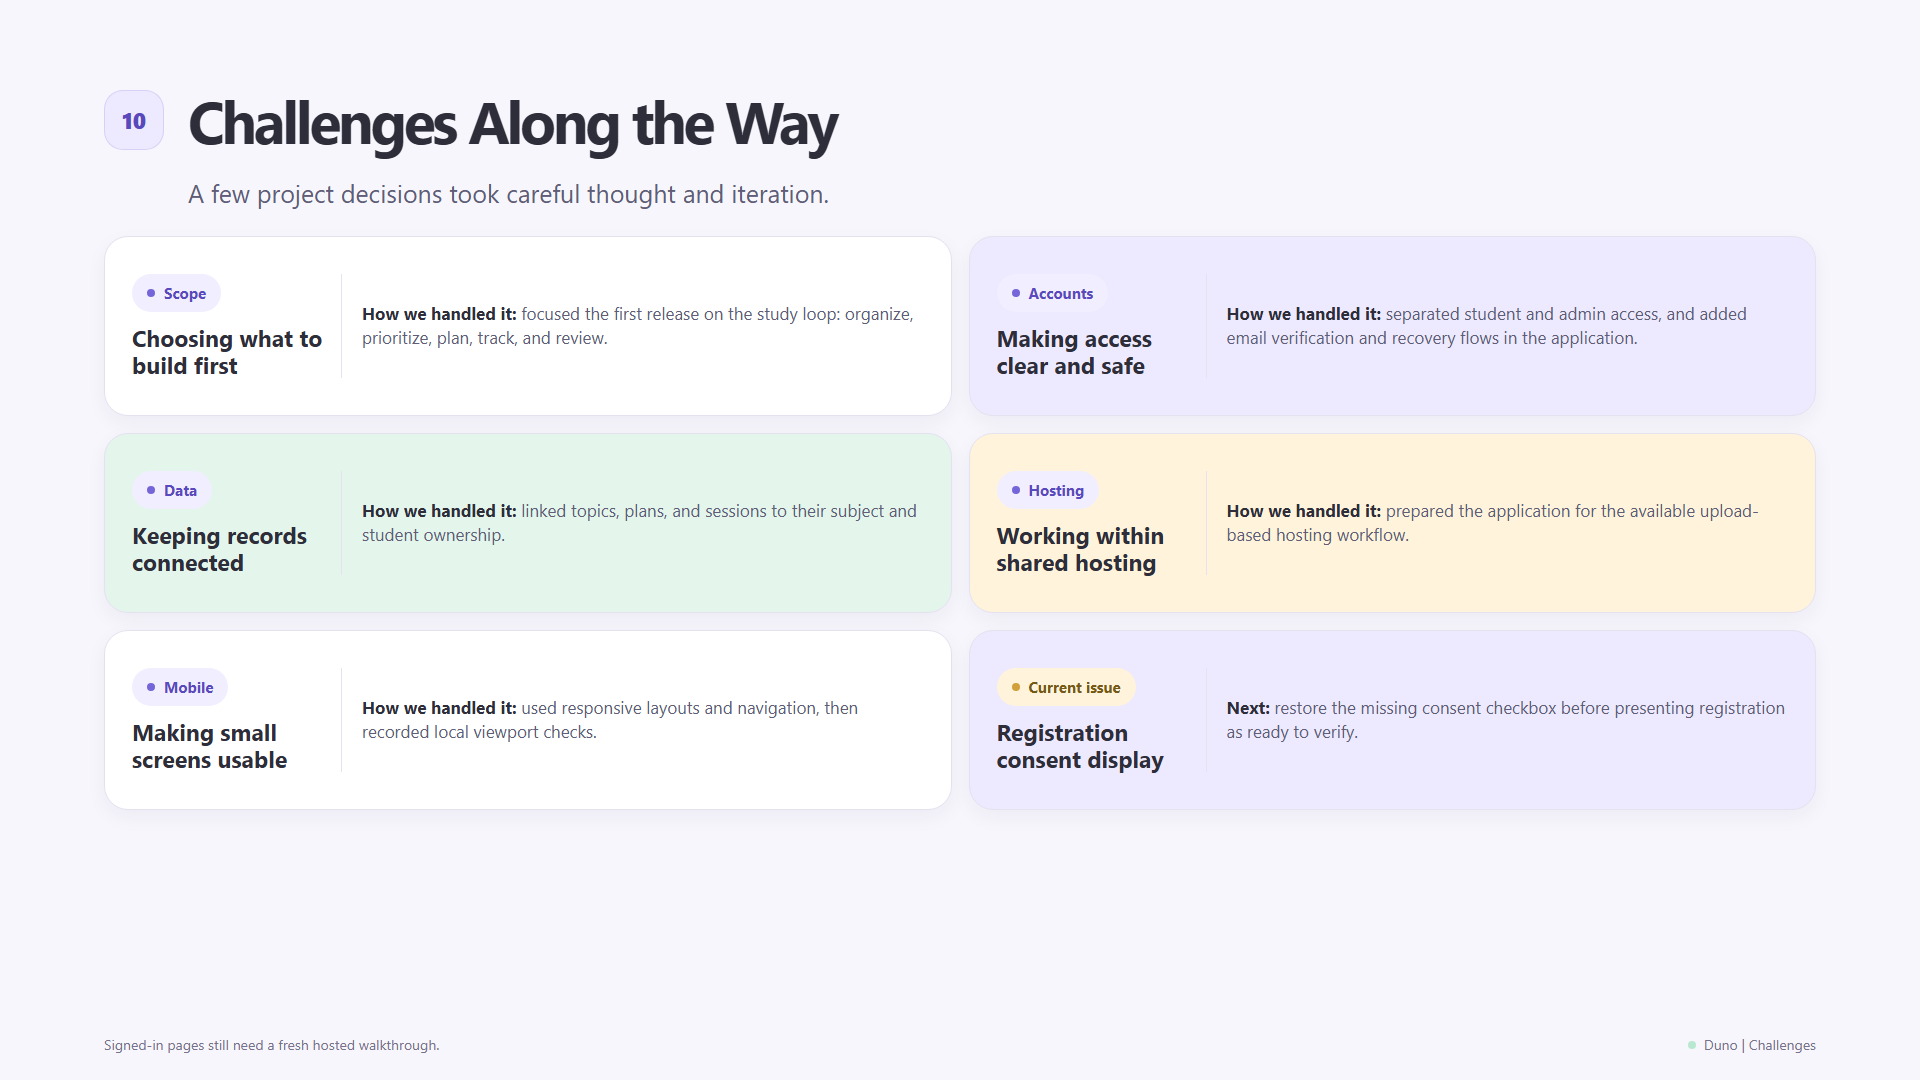 10
Challenges Along the Way
A few project decisions took careful thought and iteration.
Scope
Choosing what to
build first
How we handled it: focused the first release on the study loop: organize,
prioritize, plan, track, and review.
Accounts
Making access
clear and safe
How we handled it: separated student and admin access, and added
email verification and recovery flows in the application.
Data
Keeping records
connected
How we handled it: linked topics, plans, and sessions to their subject and
student ownership.
Hosting
Working within
shared hosting
How we handled it: prepared the application for the available upload-
based hosting workflow.
Mobile
Making small
screens usable
How we handled it: used responsive layouts and navigation, then
recorded local viewport checks.
Current issue
Registration
consent display
Next: restore the missing consent checkbox before presenting registration
as ready to verify.
Signed-in pages still need a fresh hosted walkthrough.
Duno | Challenges